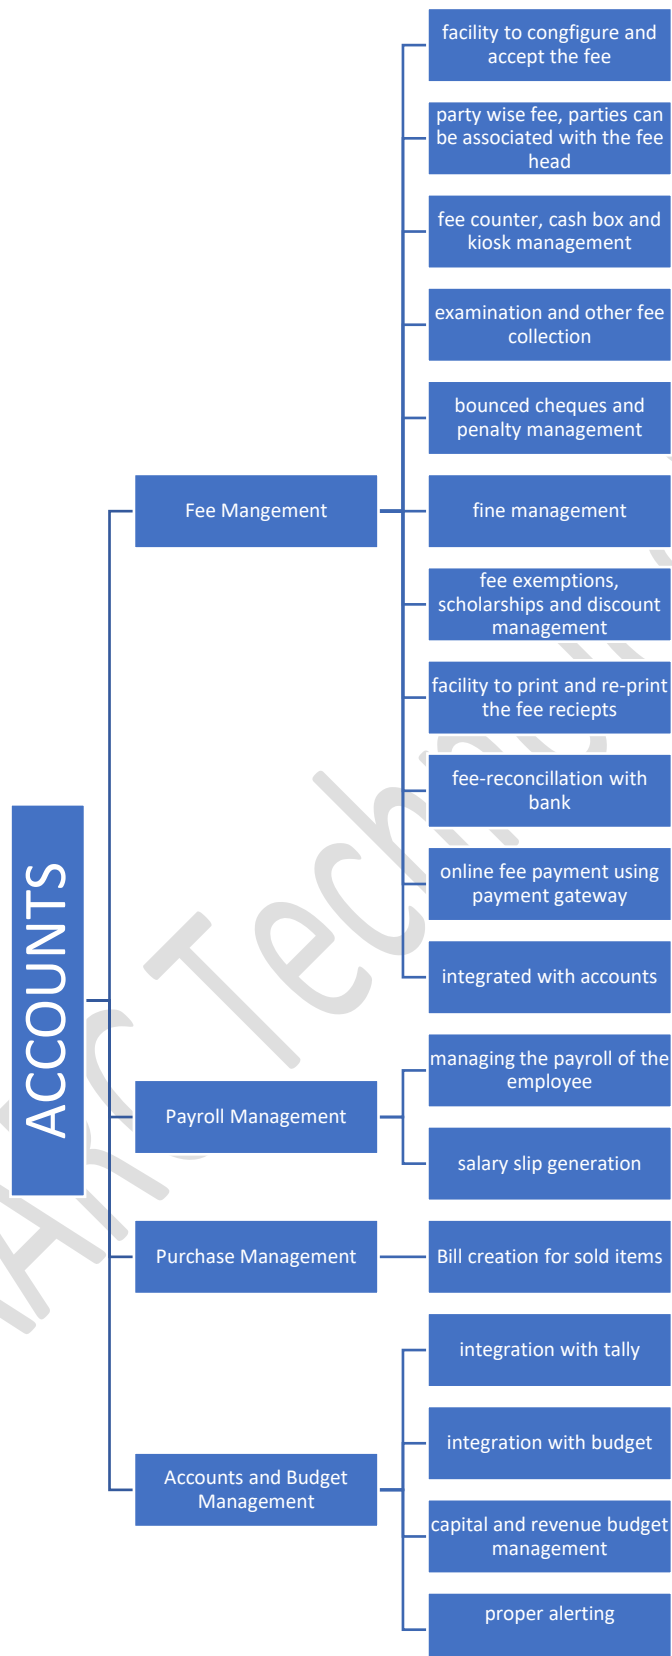 ACCOUNTS
Fee Mangement
facility to congfigure and
accept the fee
party wise fee, parties can
be associated with the fee
head
fee counter, cash box and
kiosk management
examination and other fee
collection
bounced cheques and
penalty management
fine management
fee exemptions,
scholarships and discount
management
facility to print and re-print
the fee reciepts
fee-reconcillation with
bank
online fee payment using
payment gateway
integrated with accounts
Payroll Management
managing the payroll of the
employee
salary slip generation
Purchase Management
Bill creation for sold items
Accounts and Budget
Management
integration with tally
integration with budget
capital and revenue budget
management
proper alerting